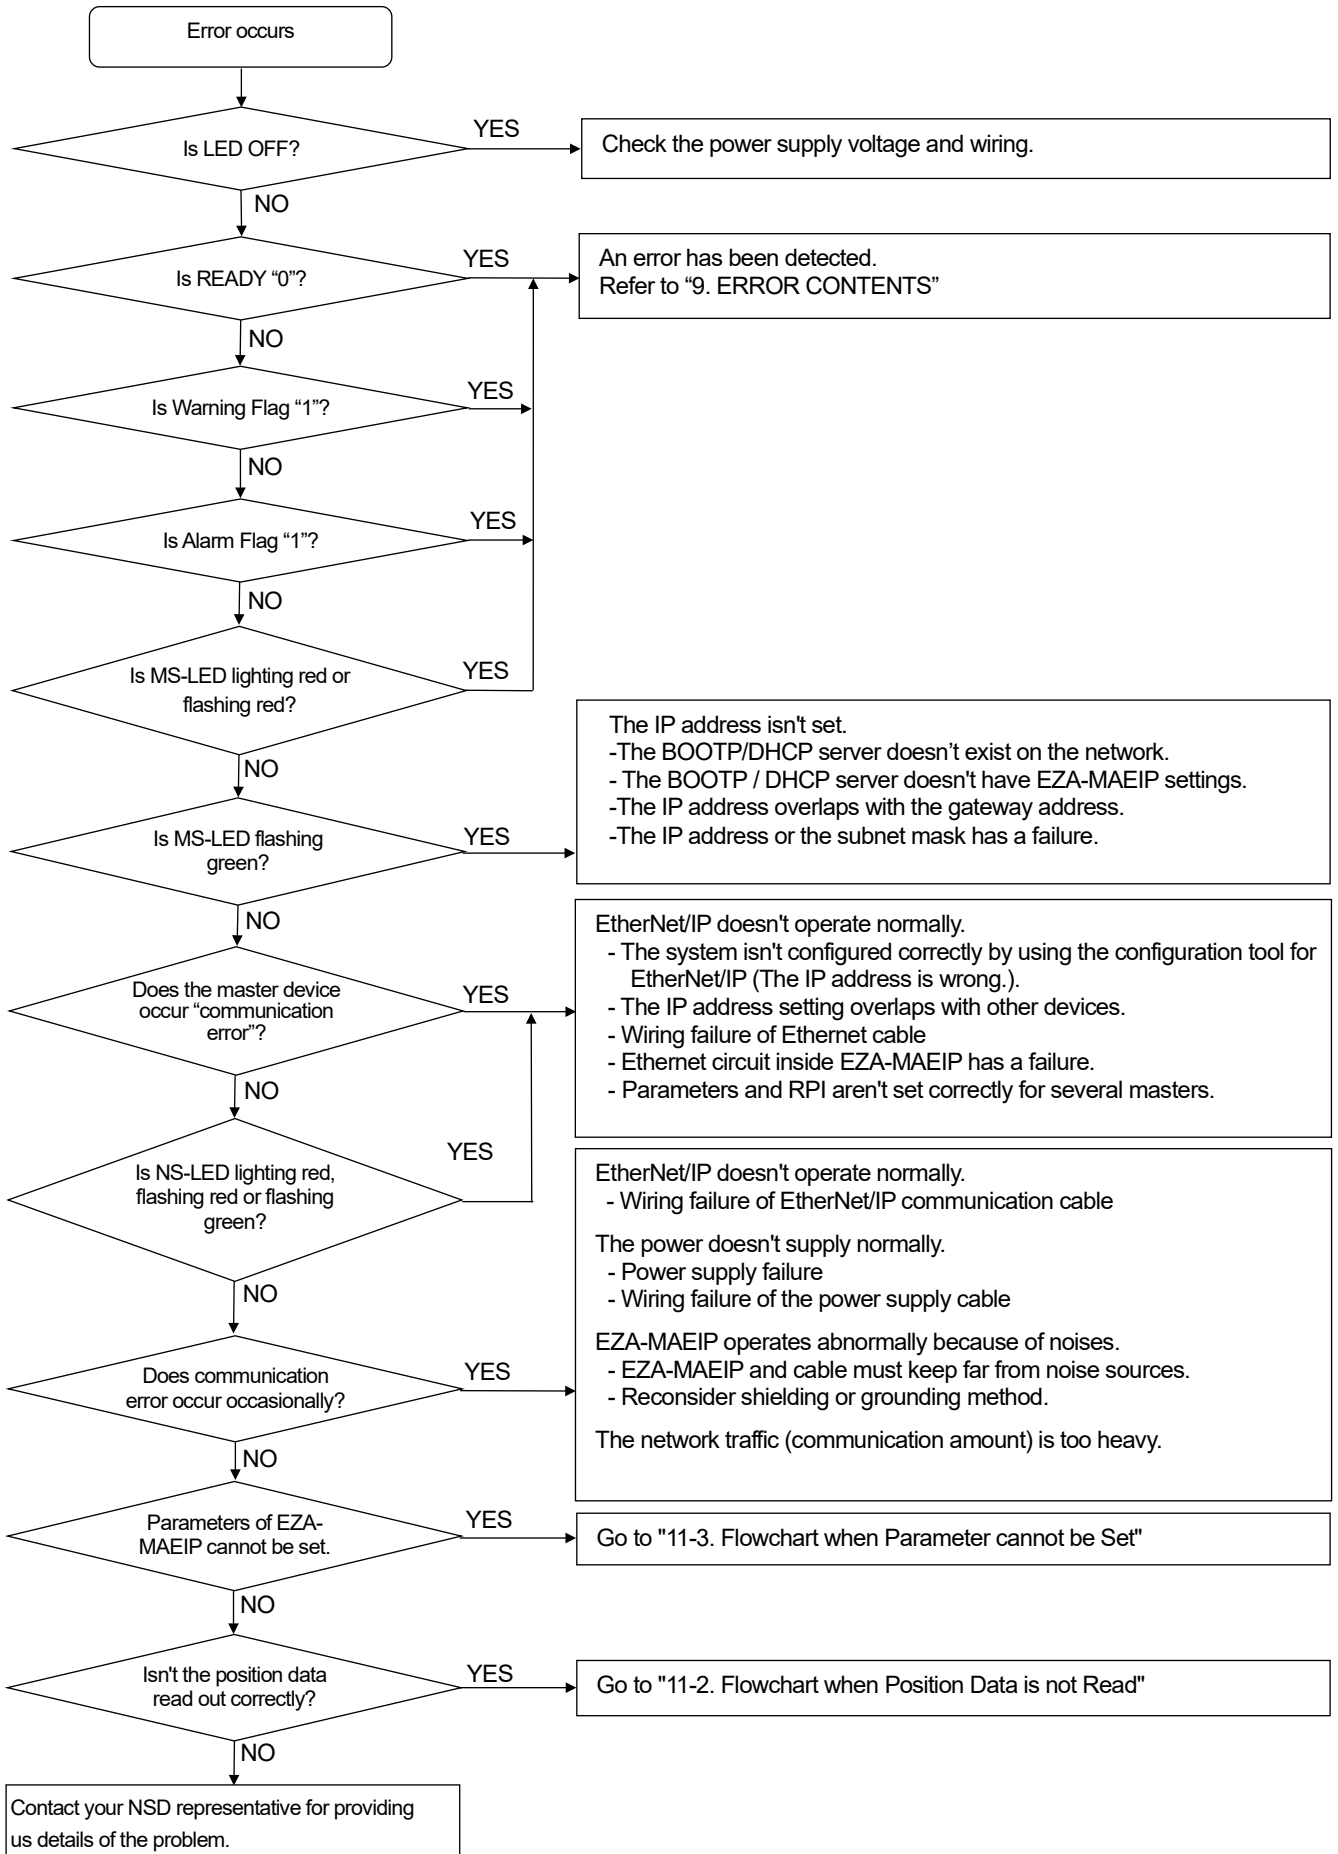 Error occurs
Is LED OFF?
YES
Check the power supply voltage and wiring.
NO
Is READY “0”?
YES
An error has been detected.
Refer to “9. ERROR CONTENTS”
NO
Is Warning Flag “1”?
YES
NO
Is Alarm Flag “1”?
YES
NO
Is MS-LED lighting red or
flashing red?
YES
NO
Is MS-LED flashing
green?
YES
The IP address isn't set.
-The BOOTP/DHCP server doesn’t exist on the network.
- The BOOTP / DHCP server doesn't have EZA-MAEIP settings.
-The IP address overlaps with the gateway address.
-The IP address or the subnet mask has a failure.
NO
Does the master device
occur “communication
error”?
YES
EtherNet/IP doesn't operate normally.
- The system isn't configured correctly by using the configuration tool for
EtherNet/IP (The IP address is wrong.).
- The IP address setting overlaps with other devices.
- Wiring failure of Ethernet cable
- Ethernet circuit inside EZA-MAEIP has a failure.
- Parameters and RPI aren't set correctly for several masters.
NO
Is NS-LED lighting red,
flashing red or flashing
green?
YES
NO
Does communication
error occur occasionally?
YES
EtherNet/IP doesn't operate normally.
- Wiring failure of EtherNet/IP communication cable
The power doesn't supply normally.
- Power supply failure
- Wiring failure of the power supply cable
EZA-MAEIP operates abnormally because of noises.
- EZA-MAEIP and cable must keep far from noise sources.
- Reconsider shielding or grounding method.
The network traffic (communication amount) is too heavy.
NO
Parameters of EZA-
MAEIP cannot be set.
YES
Go to "11-3. Flowchart when Parameter cannot be Set"
NO
Isn't the position data
read out correctly?
YES
Go to "11-2. Flowchart when Position Data is not Read"
NO
Contact your NSD representative for providing
us details of the problem.